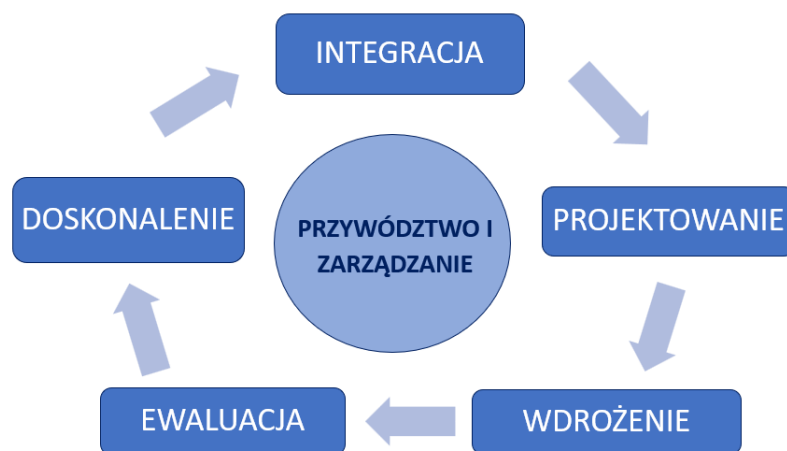 INTEGRACJA
DOSKONALENIE
PROJEKTOWANIE
PRZYWÓDZTWO I
ZARZĄDZANIE
EWALUACJA
WDROŻENIE